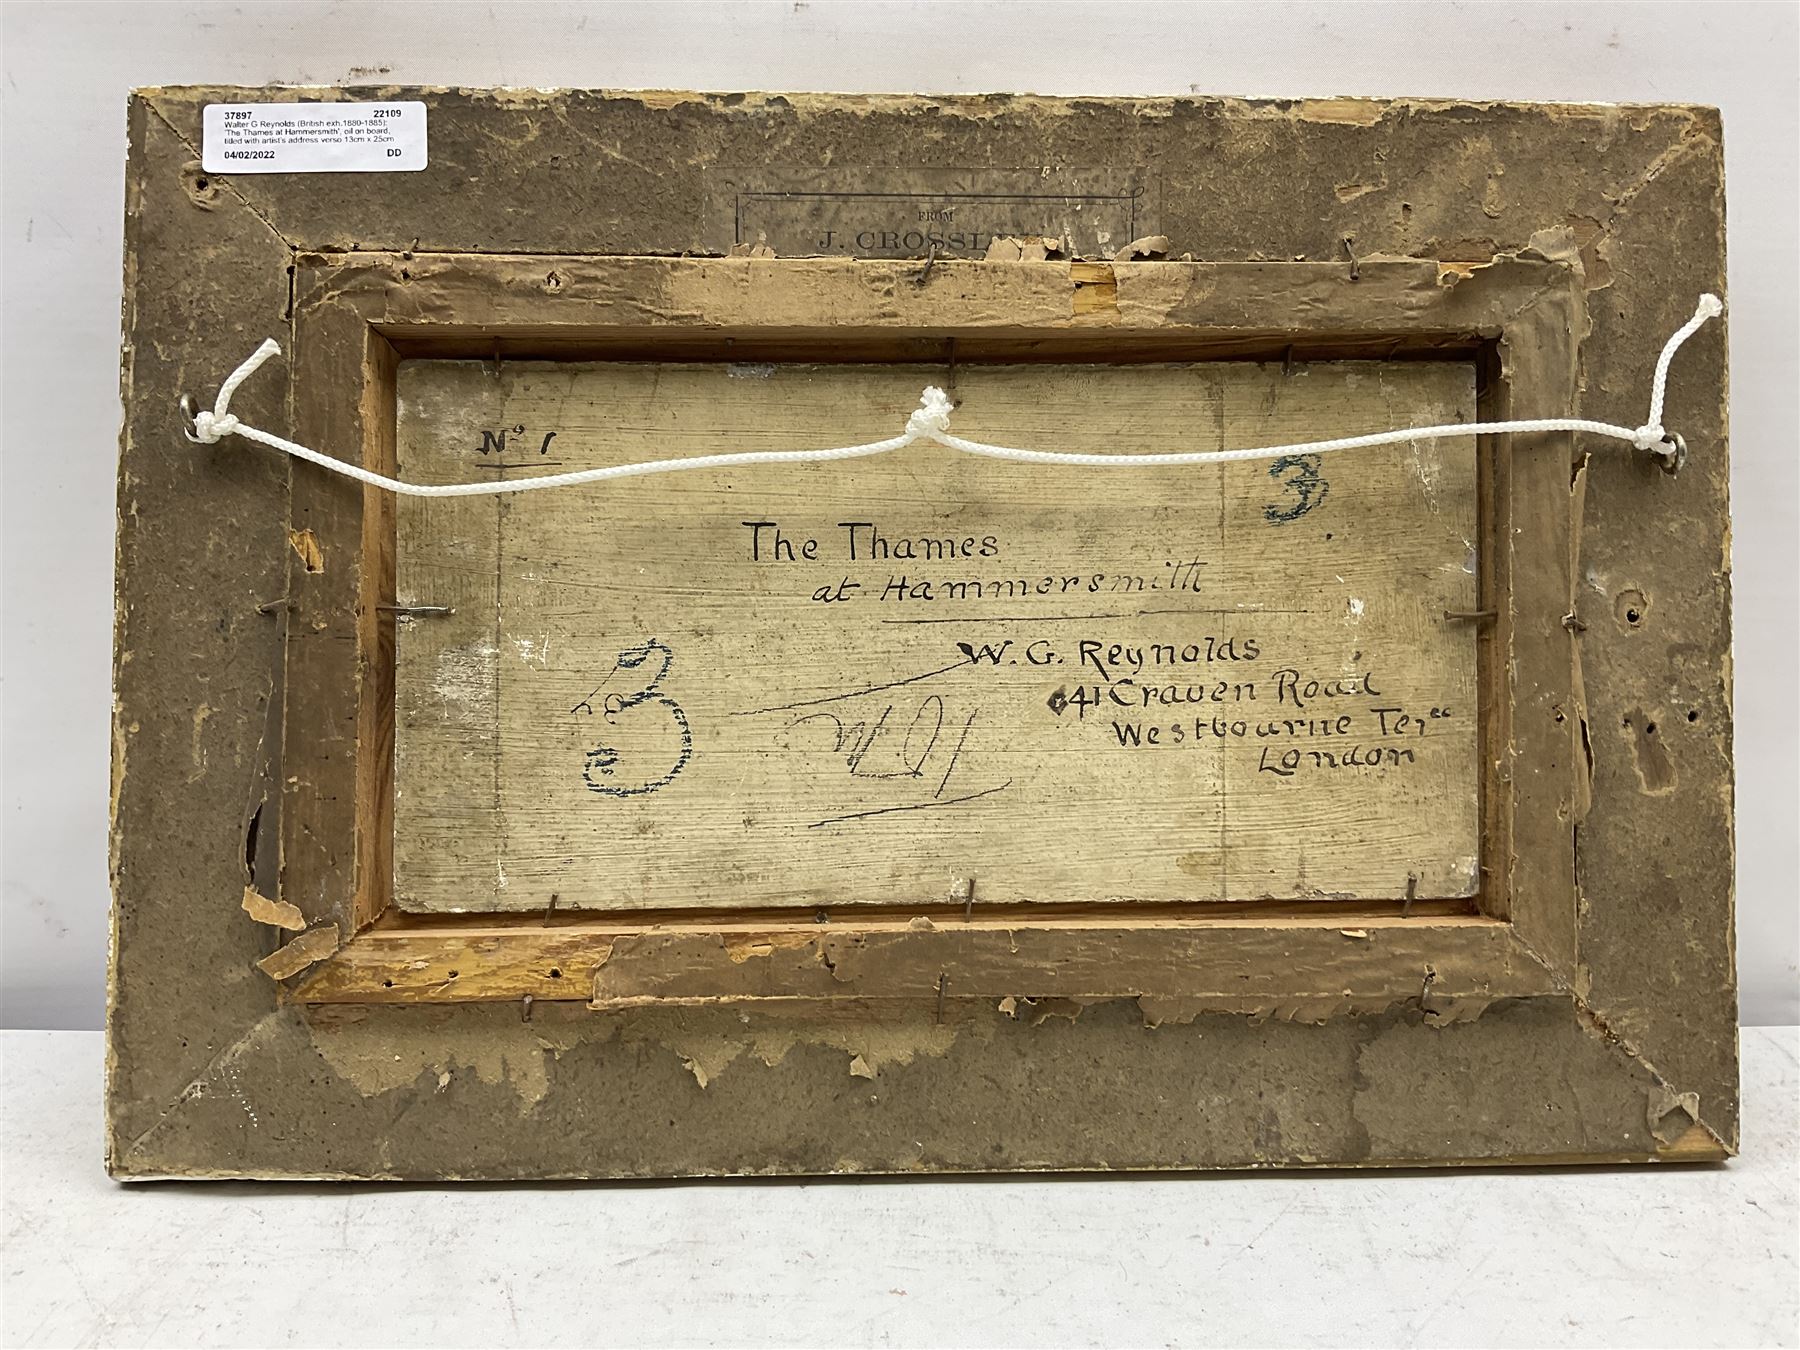 37897 22109
Walter G Reynolds (British exh.1880-1885):
'The Thames at Hammersmith', oil on board,
titled with artist's address verso 13cm x 25cm
04/02/2022 DD
FROM
J. CROSSLEY
Nº 1
3
The Thames
at Hammersmith
W. G. Reynolds
41 Craven Road
Westbourne Terce
London
3